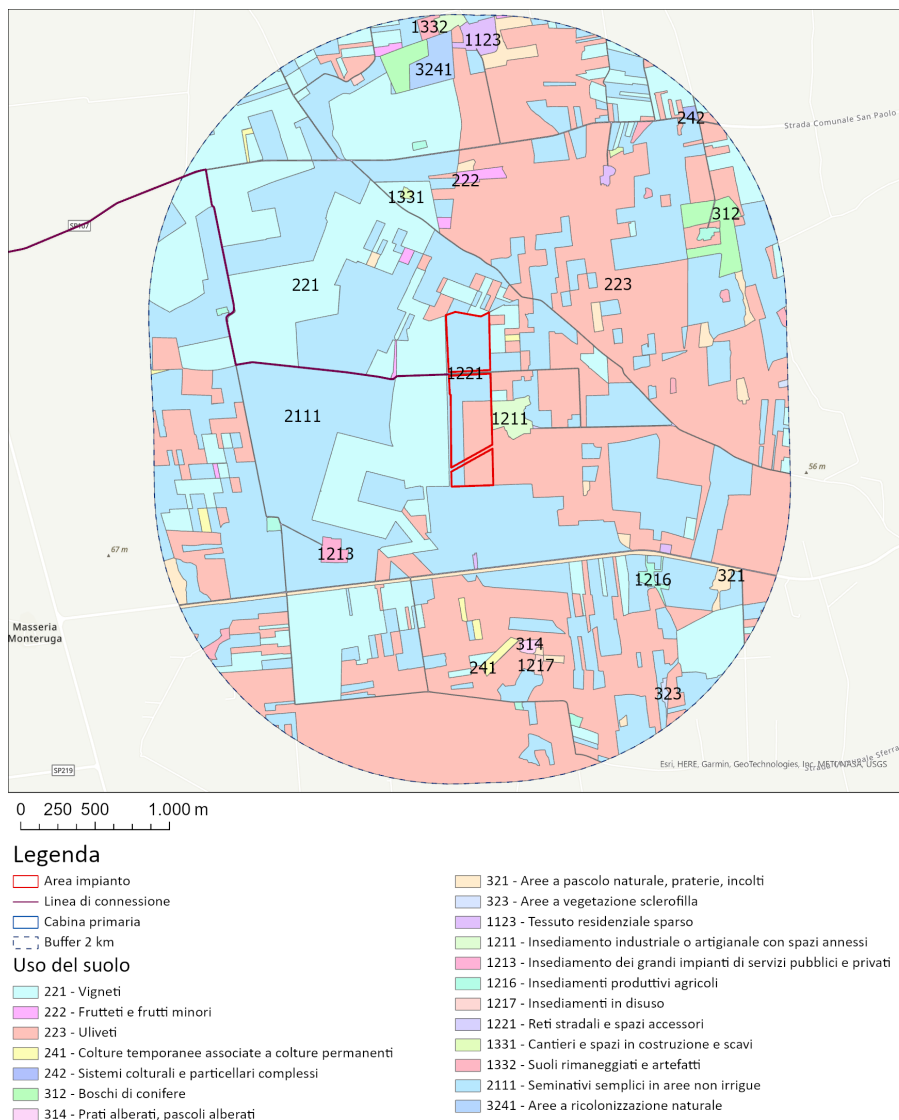 1332
1123
3241
242
Strada Comunale San Paolo
222
1331
312
SP107
221
223
1221
2111
1211
56 m
67 m
1213
1216
321
Masseria
Monteruga
314
241
1217
323
SP219
Esri, HERE, Garmin, GeoTechnologies, Inc, METI/NASA, USGS
0 250 500 1.000 m
Legenda
Area impianto
Linea di connessione
Cabina primaria
Buffer 2 km
Uso del suolo
221 - Vigneti
222 - Frutteti e frutti minori
223 - Uliveti
241 - Colture temporanee associate a colture permanenti
242 - Sistemi colturali e particellari complessi
312 - Boschi di conifere
314 - Prati alberati, pascoli alberati
321 - Aree a pascolo naturale, praterie, incolti
323 - Aree a vegetazione sclerofilla
1123 - Tessuto residenziale sparso
1211 - Insediamento industriale o artigianale con spazi annessi
1213 - Insediamento dei grandi impianti di servizi pubblici e privati
1216 - Insediamenti produttivi agricoli
1217 - Insediamenti in disuso
1221 - Reti stradali e spazi accessori
1331 - Cantieri e spazi in costruzione e scavi
1332 - Suoli rimaneggiati e artefatti
2111 - Seminativi semplici in aree non irrigue
3241 - Aree a ricolonizzazione naturale